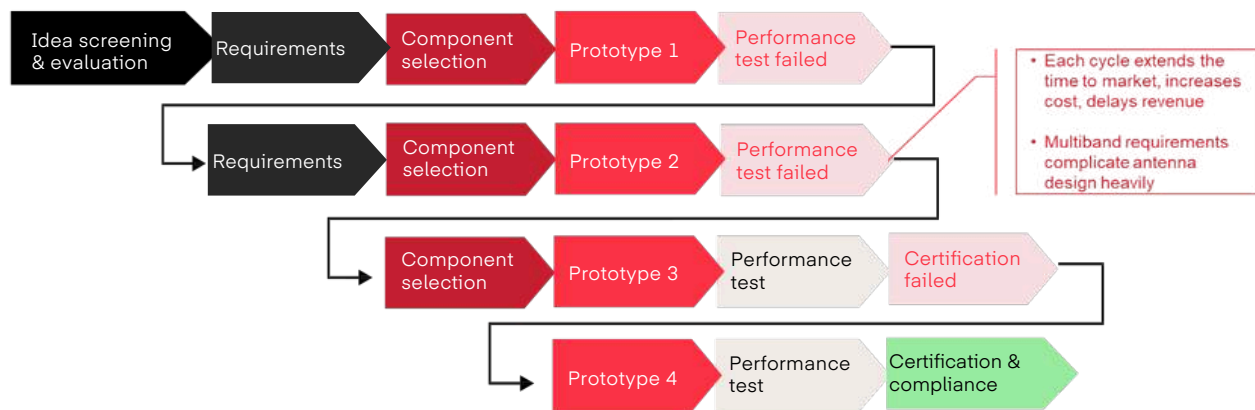 Idea screening
& evaluation
Requirements
Component
selection
Prototype 1
Performance
test failed
• Each cycle extends the
time to market, increases
cost, delays revenue
• Multiband requirements
complicate antenna
design heavily
Requirements
Component
selection
Prototype 2
Performance
test failed
Component
selection
Prototype 3
Performance
test
Certification
failed
Prototype 4
Performance
test
Certification &
compliance